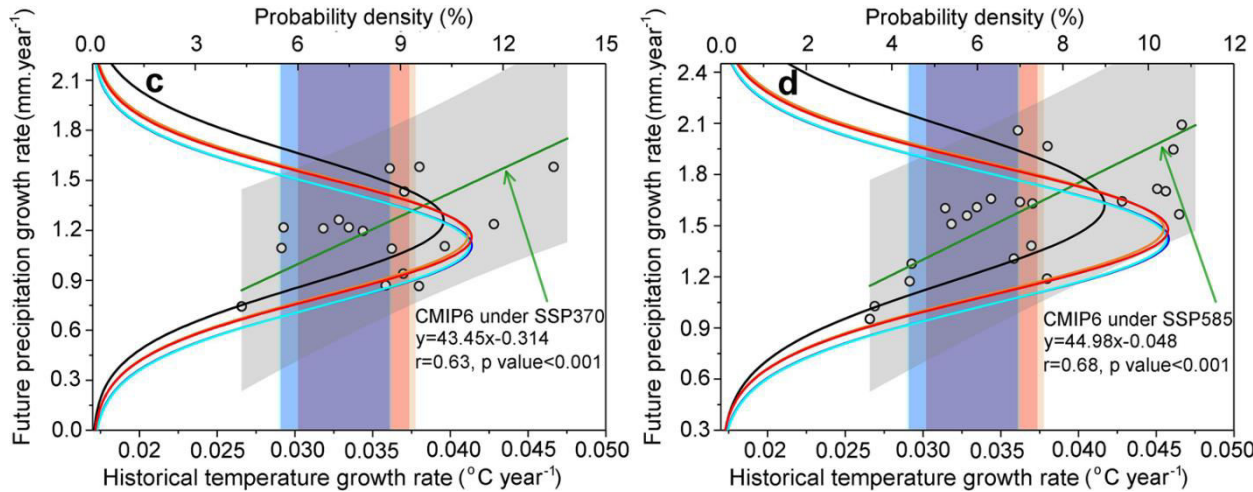 Probability density (%)
0.0 3 6 9 12 15
Future precipitation growth rate (mm.year-1)
2.1
1.8
1.5
1.2
0.9
0.6
0.3
0.0
c
CMIP6 under SSP370
y=43.45x-0.314
r=0.63, p value<0.001
0.020 0.025 0.030 0.035 0.040 0.045 0.050
Historical temperature growth rate (°C year-1)
Probability density (%)
0.0 2 4 6 8 10 12
Future precipitation growth rate (mm.year-1)
2.4
2.1
1.8
1.5
1.2
0.9
0.6
0.3
d
CMIP6 under SSP585
y=44.98x-0.048
r=0.68, p value<0.001
0.020 0.025 0.030 0.035 0.040 0.045 0.050
Historical temperature growth rate (°C year-1)